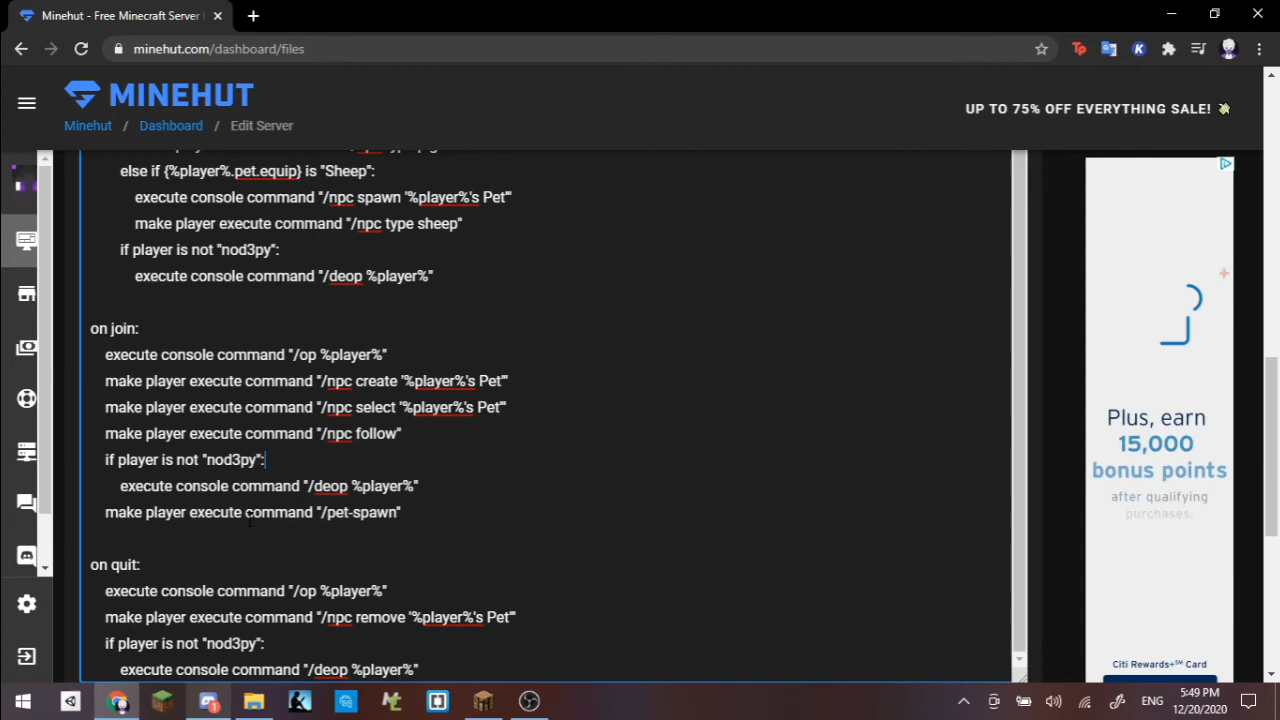 Minehut - Free Minecraft Server
minehut.com/dashboard/files
MINEHUT
Minehut / Dashboard / Edit Server
UP TO 75% OFF EVERYTHING SALE!
else if {%player%.pet.equip} is "Sheep":
execute console command "/npc spawn '%player%'s Pet'"
make player execute command "/npc type sheep"
if player is not "nod3py":
execute console command "/deop %player%"
on join:
execute console command "/op %player%"
make player execute command "/npc create '%player%'s Pet'"
make player execute command "/npc select '%player%'s Pet'"
make player execute command "/npc follow"
if player is not "nod3py":
execute console command "/deop %player%"
make player execute command "/pet-spawn"
on quit:
execute console command "/op %player%"
make player execute command "/npc remove '%player%'s Pet'"
if player is not "nod3py":
execute console command "/deop %player%"
Plus, earn
15,000
bonus points
after qualifying
purchases.
Citi Rewards+℠ Card
ENG
5:49 PM
12/20/2020